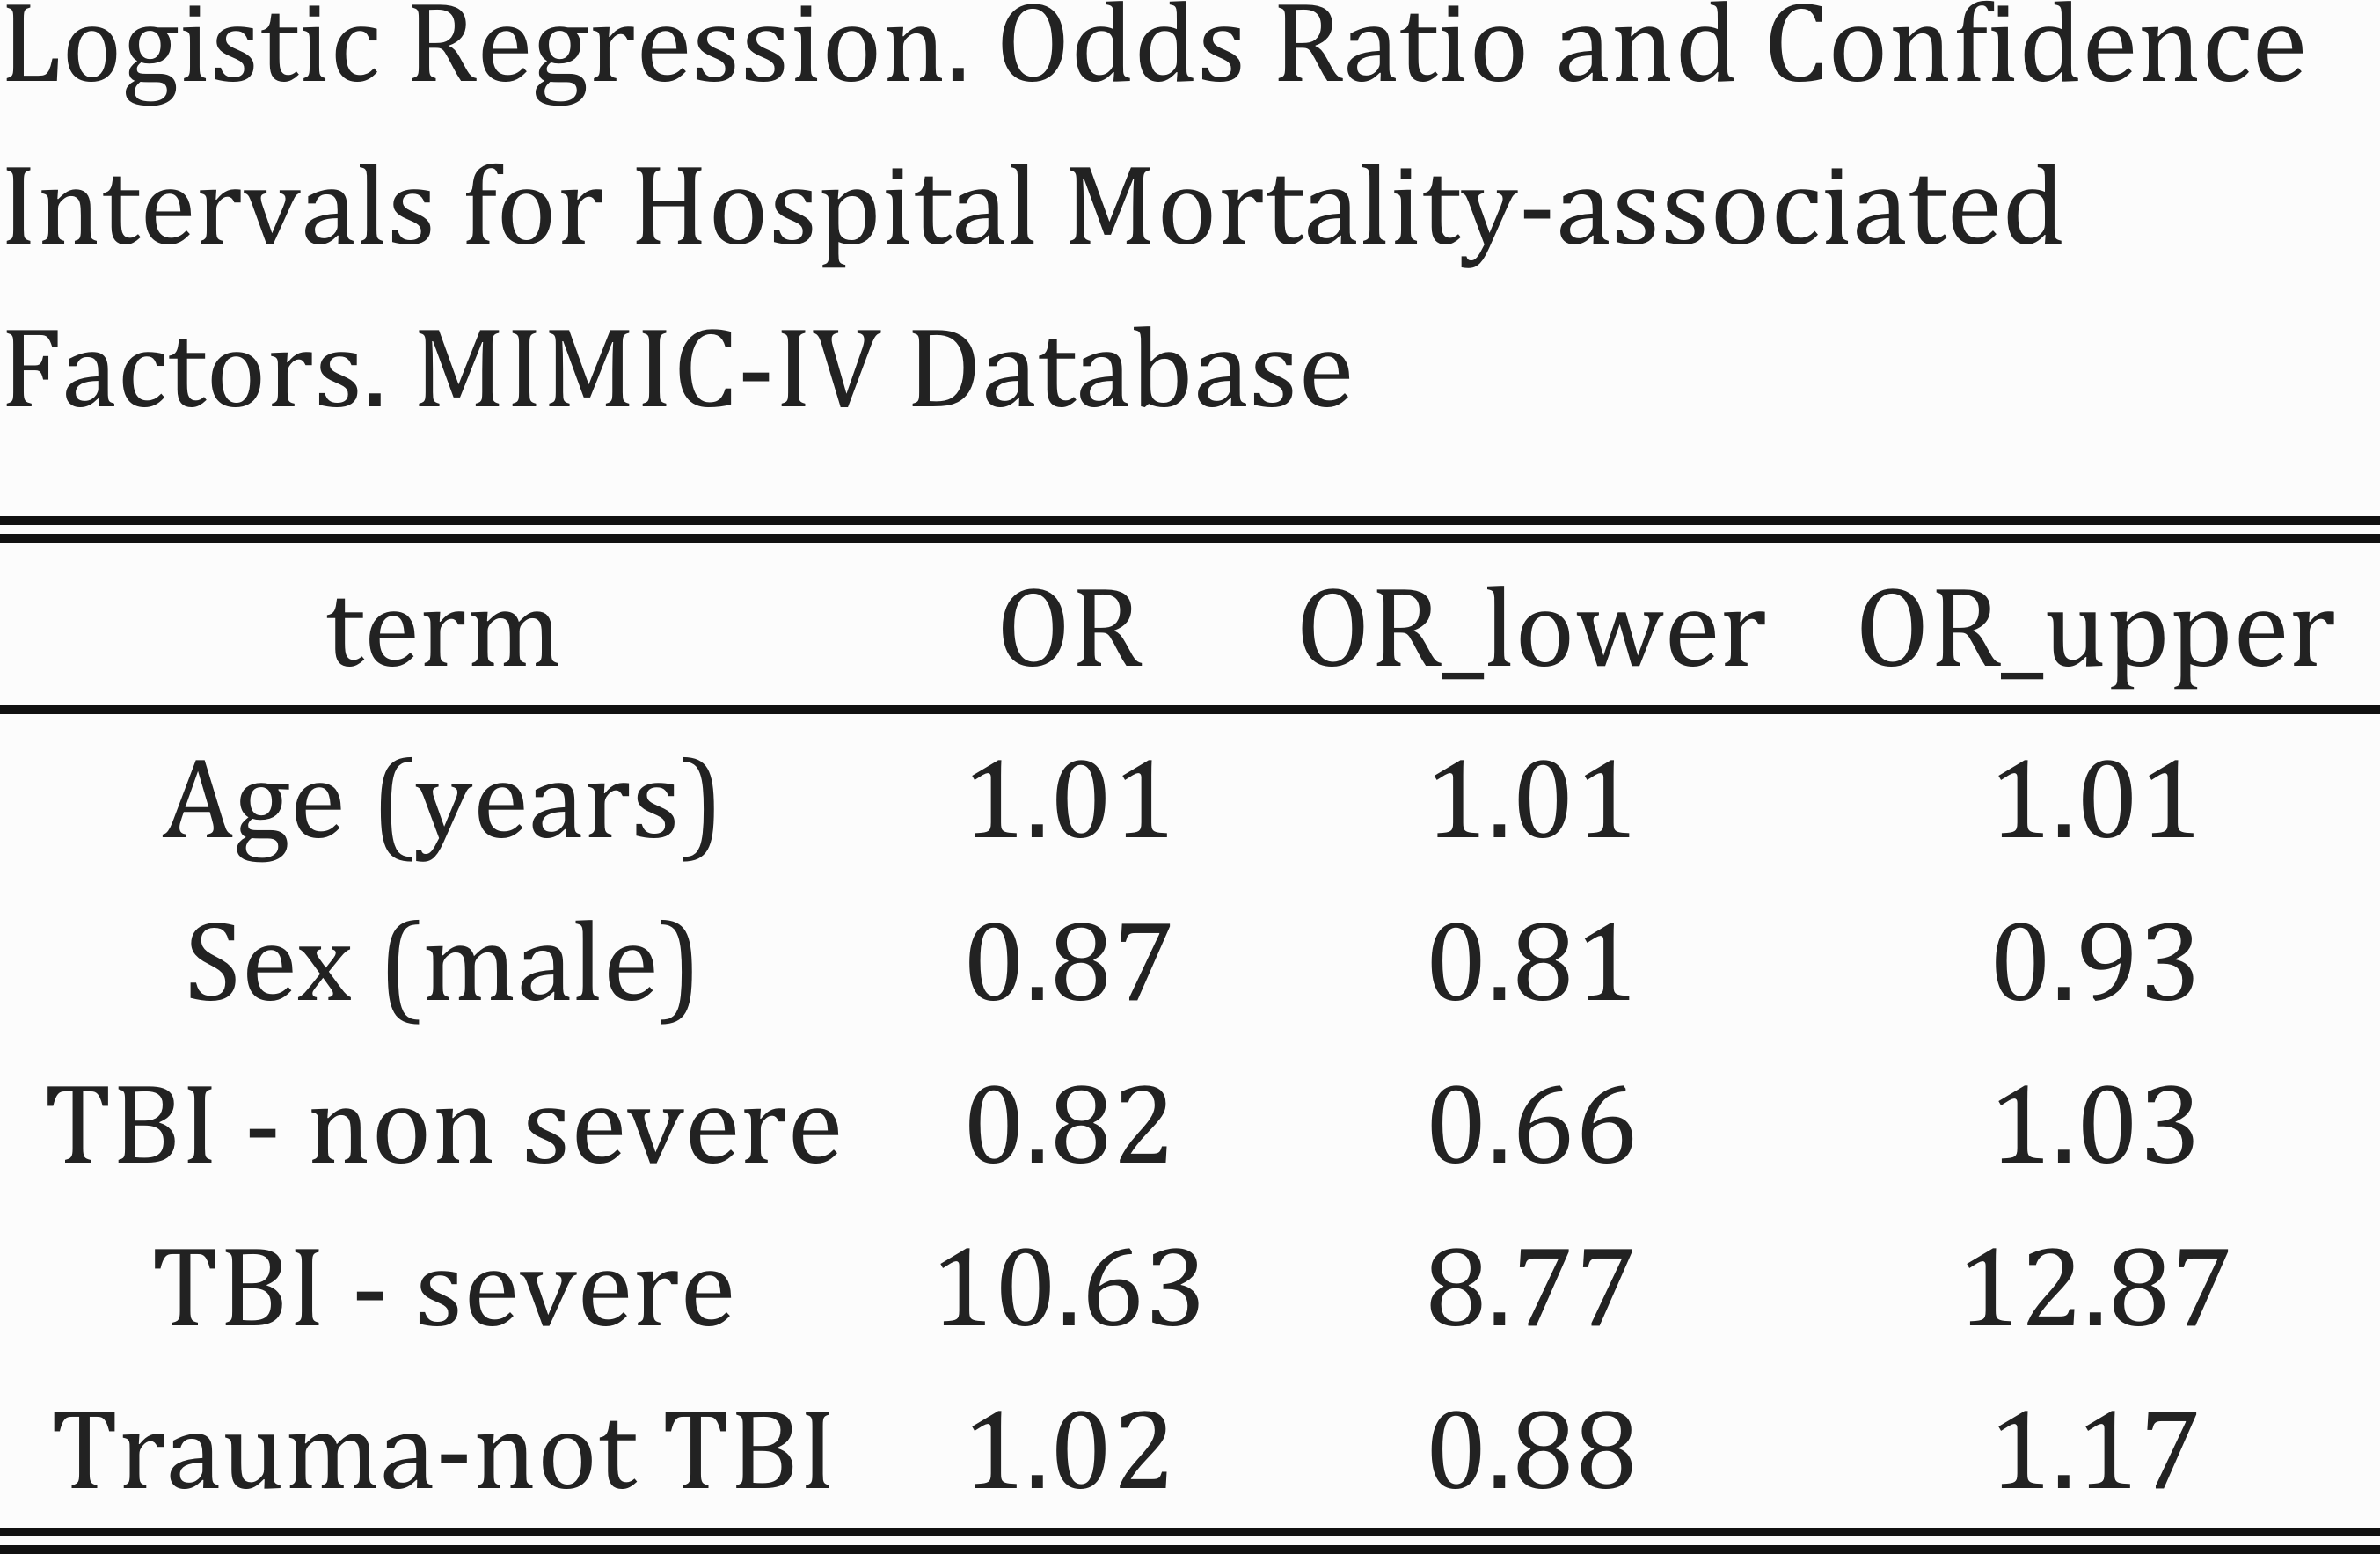 Logistic Regression. Odds Ratio and Confidence
Intervals for Hospital Mortality-associated
Factors. MIMIC-IV Database
term OR OR_lower OR_upper
Age (years) 1.01 1.01 1.01
Sex (male) 0.87 0.81 0.93
TBI - non severe 0.82 0.66 1.03
TBI - severe 10.63 8.77 12.87
Trauma-not TBI 1.02 0.88 1.17